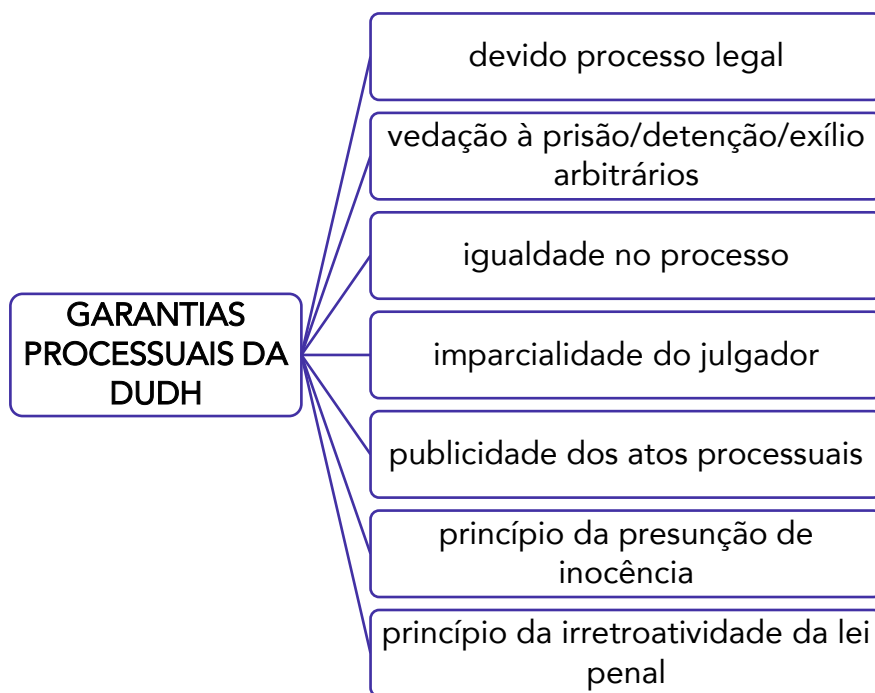 devido processo legal
vedação à prisão/detenção/exílio
arbitrários
igualdade no processo
GARANTIAS
PROCESSUAIS DA
DUDH
imparcialidade do julgador
publicidade dos atos processuais
princípio da presunção de
inocência
princípio da irretroatividade da lei
penal